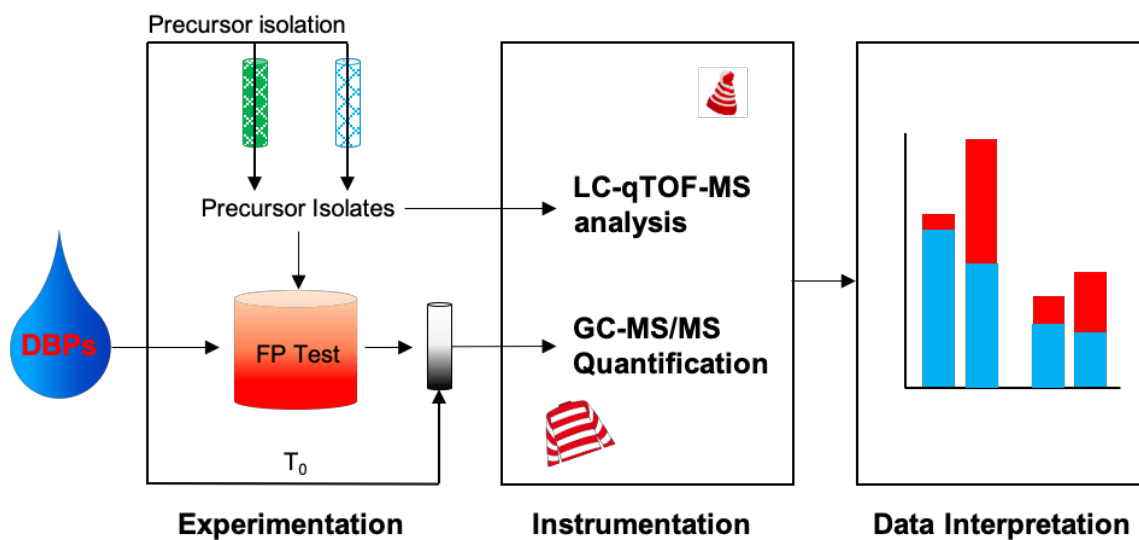 Precursor isolation
Precursor Isolates
LC-qTOF-MS
analysis
DBPs
FP Test
GC-MS/MS
Quantification
T₀
Experimentation
Instrumentation
Data Interpretation